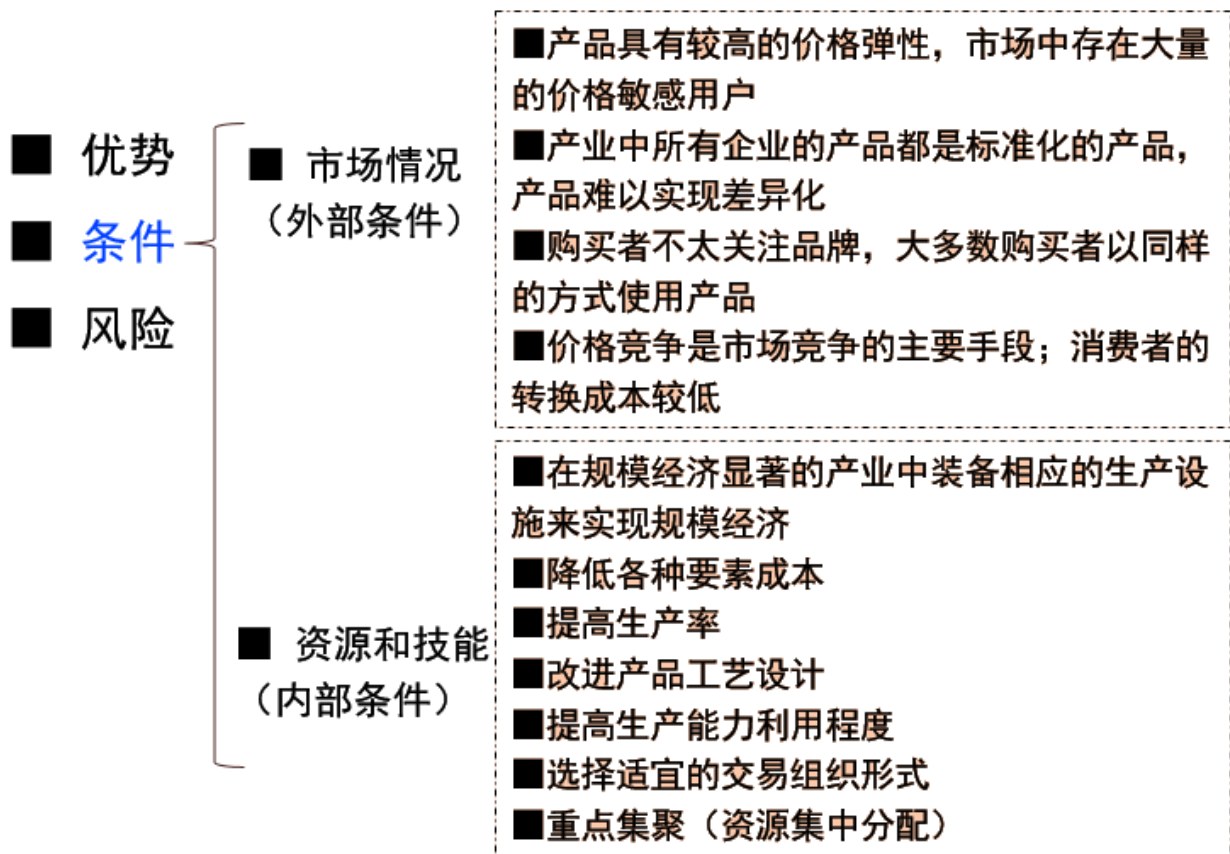 ■ 优势
■ 条件
■ 风险
■ 市场情况
（外部条件）
■产品具有较高的价格弹性，市场中存在大量
的价格敏感用户
■产业中所有企业的产品都是标准化的产品，
产品难以实现差异化
■购买者不太关注品牌，大多数购买者以同样
的方式使用产品
■价格竞争是市场竞争的主要手段；消费者的
转换成本较低
■ 资源和技能
（内部条件）
■在规模经济显著的产业中装备相应的生产设
施来实现规模经济
■降低各种要素成本
■提高生产率
■改进产品工艺设计
■提高生产能力利用程度
■选择适宜的交易组织形式
■重点集聚（资源集中分配）